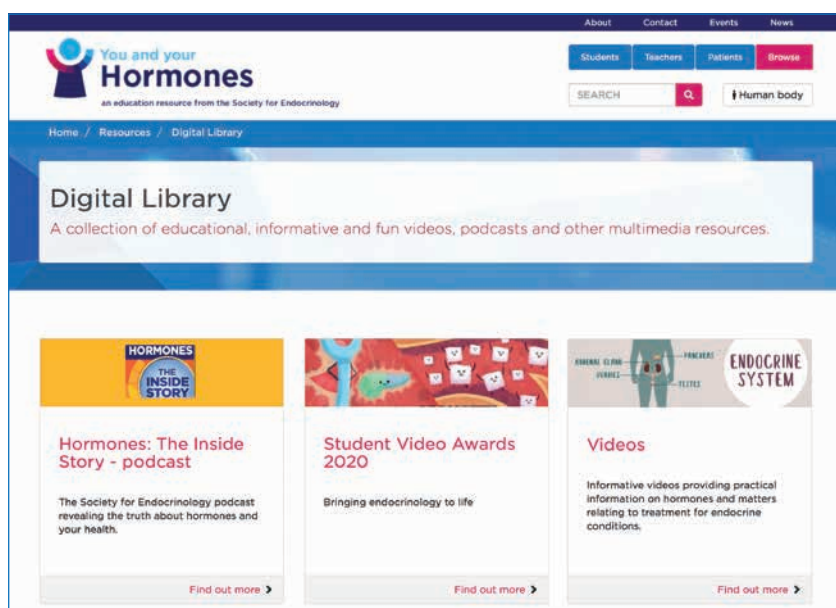 About Contact Events News
You and your
Hormones
an education resource from the Society for Endocrinology
Students Teachers Patients Browse
SEARCH
Human body
Home / Resources / Digital Library
Digital Library
A collection of educational, informative and fun videos, podcasts and other multimedia resources.
HORMONES
THE
INSIDE
STORY
Hormones: The Inside
Story - podcast
The Society for Endocrinology podcast
revealing the truth about hormones and
your health.
Find out more
Student Video Awards
2020
Bringing endocrinology to life
Find out more
ADRENAL GLAND
PANCREAS
OVARIES
TESTES
ENDOCRINE
SYSTEM
Videos
Informative videos providing practical
information on hormones and matters
relating to treatment for endocrine
conditions.
Find out more